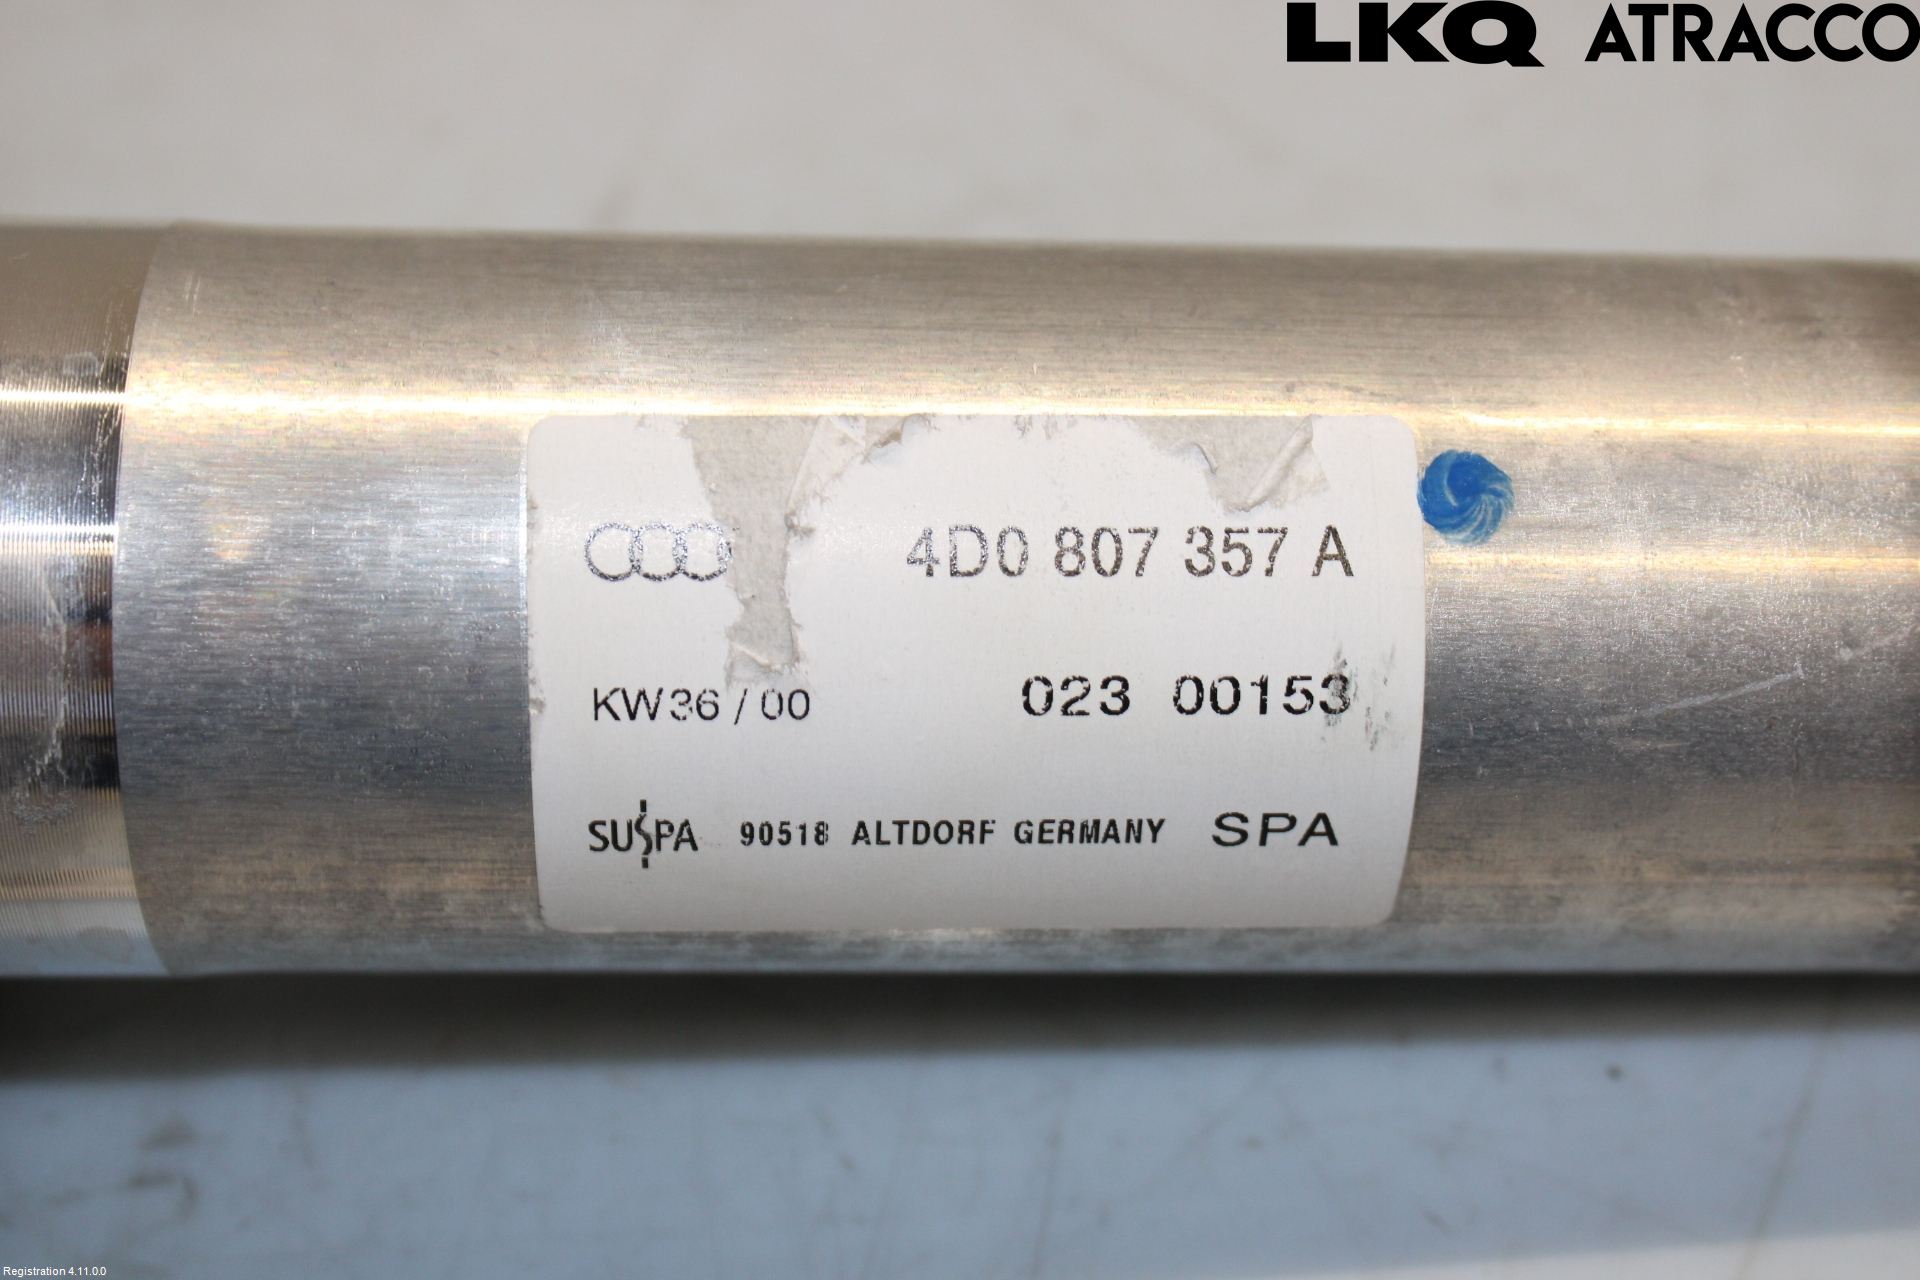 LKQ ATRACCO
4D0 807 357 A
KW36 / 00 023 00153
SUSPA 90518 ALTDORF GERMANY SPA
Registration 4.11.0.0